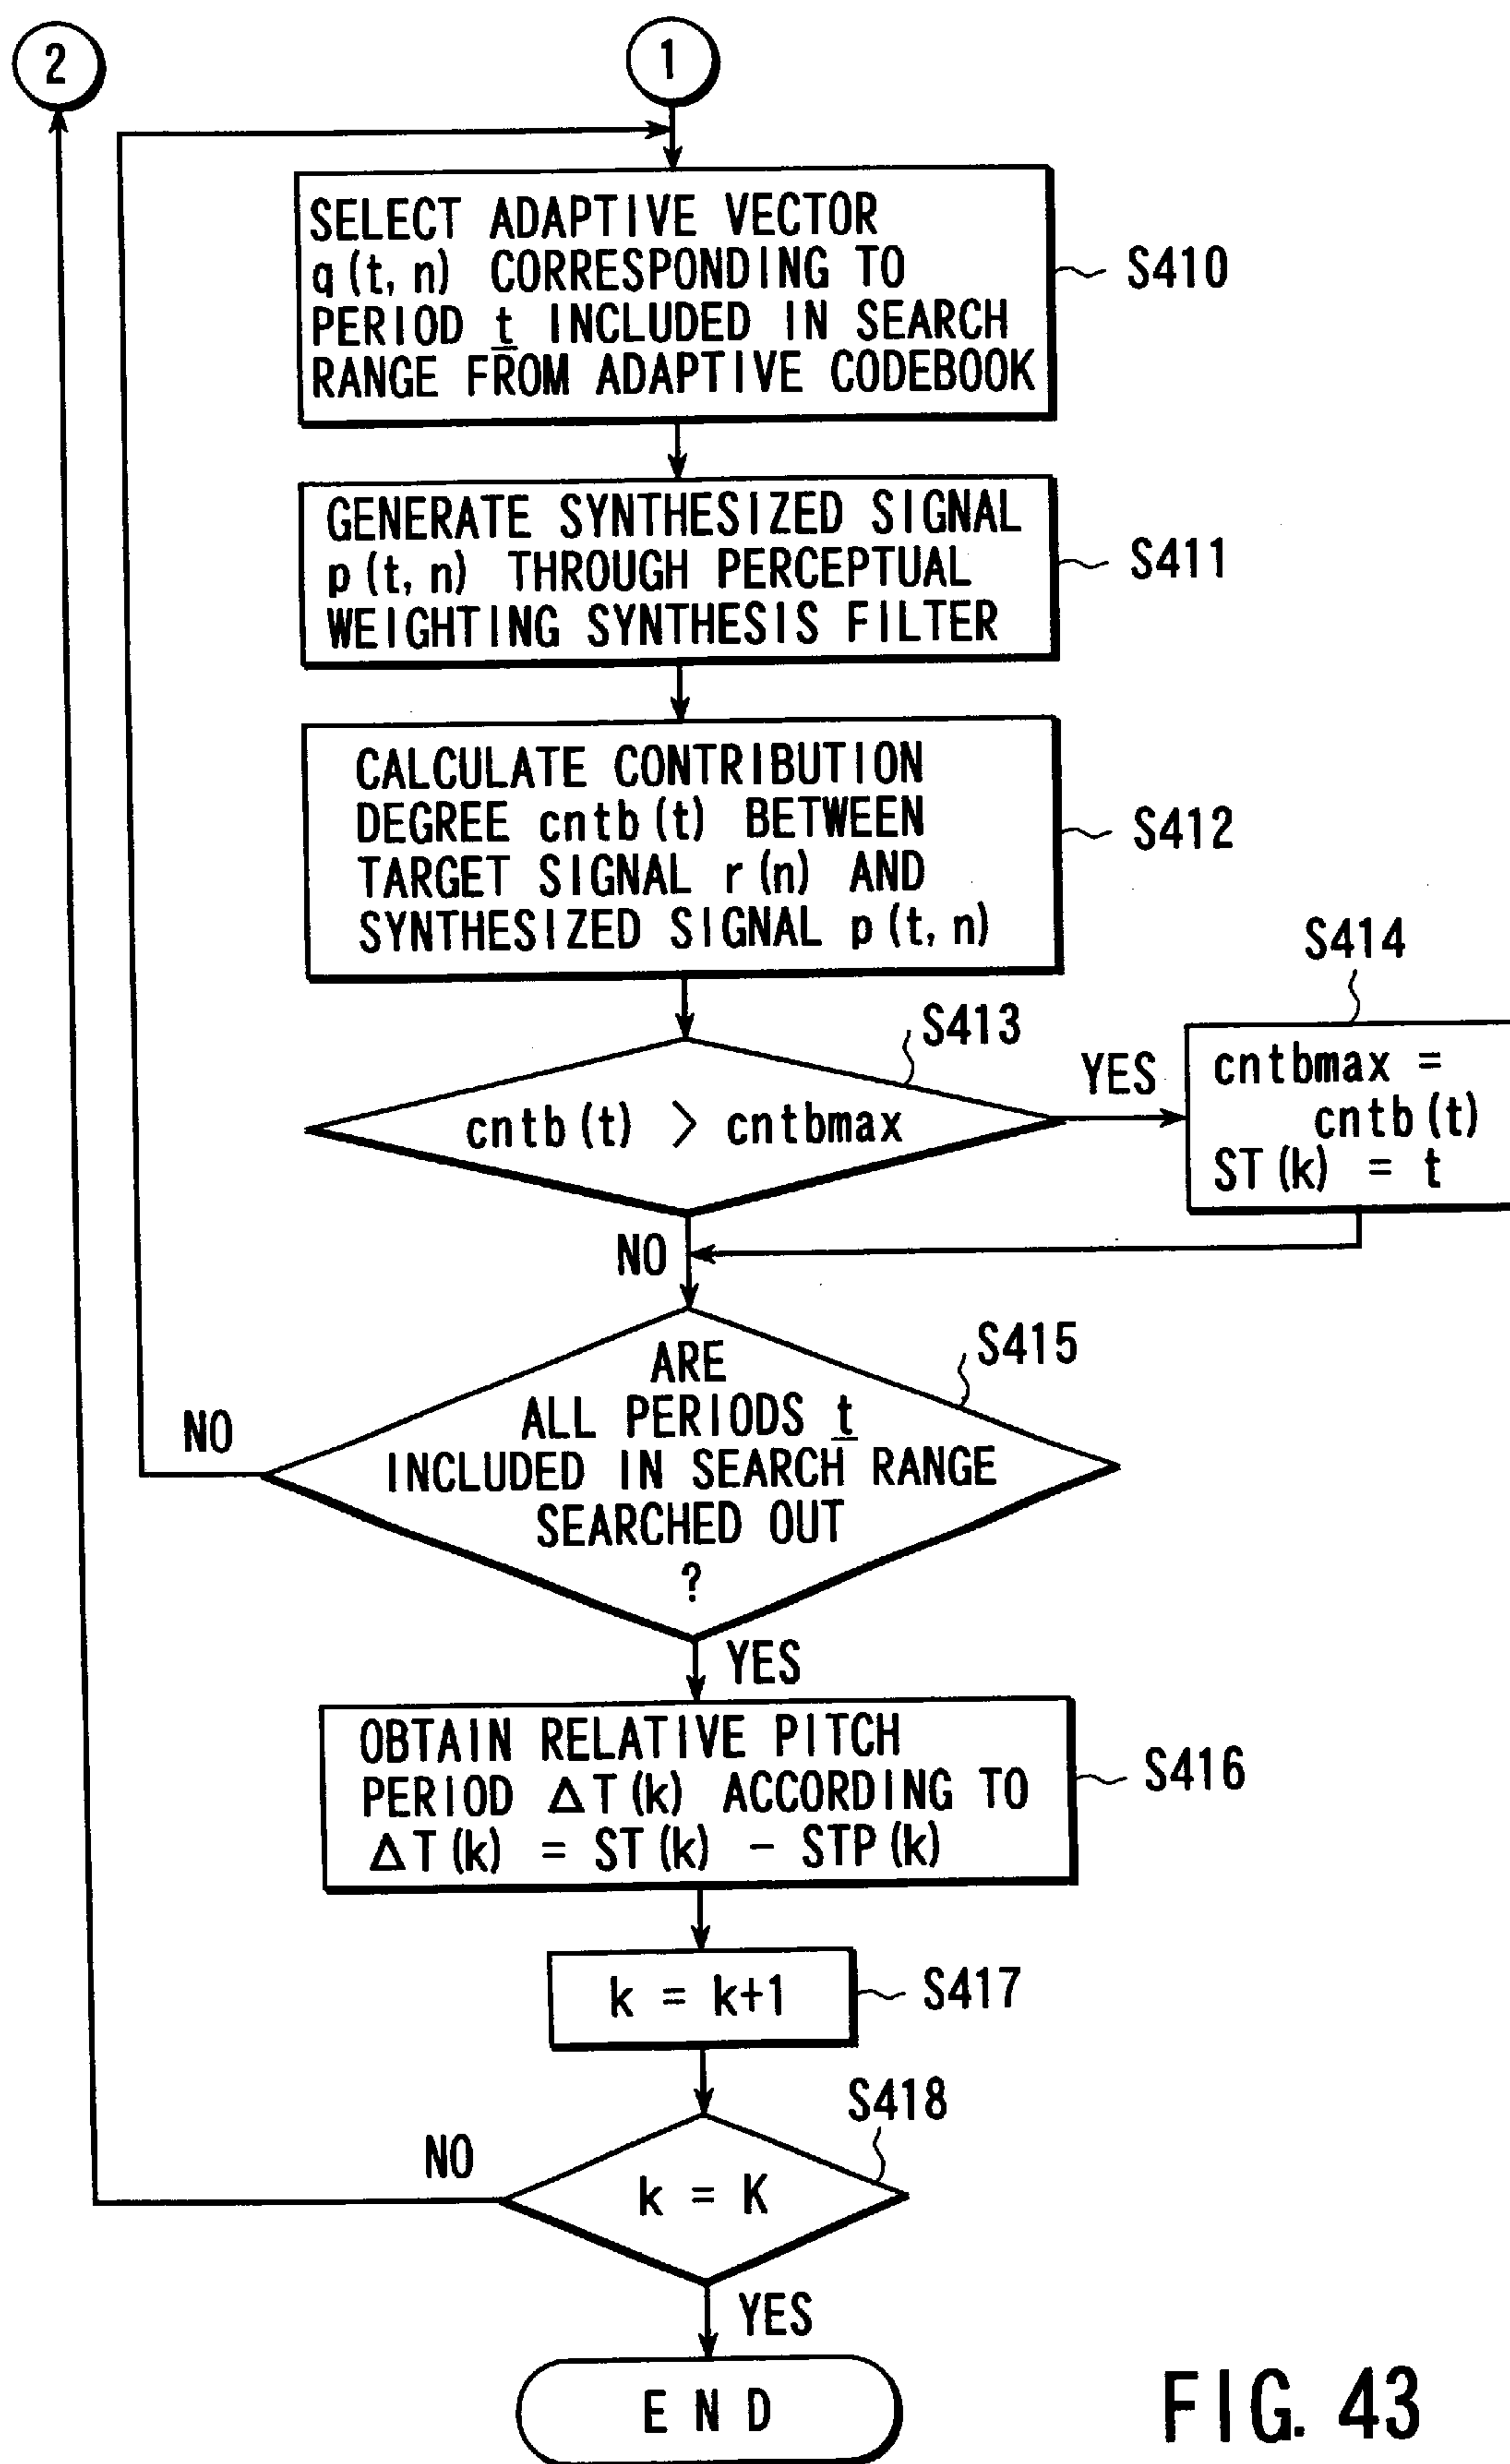 2
1
SELECT ADAPTIVE VECTOR
q(t, n) CORRESPONDING TO
PERIOD t INCLUDED IN SEARCH
RANGE FROM ADAPTIVE CODEBOOK
S410
GENERATE SYNTHESIZED SIGNAL
p(t, n) THROUGH PERCEPTUAL
WEIGHTING SYNTHESIS FILTER
S411
CALCULATE CONTRIBUTION
DEGREE cntb(t) BETWEEN
TARGET SIGNAL r(n) AND
SYNTHESIZED SIGNAL p(t, n)
S412
S413
cntb(t) > cntbmax
YES
S414
cntbmax =
cntb(t)
ST(k) = t
NO
S415
ARE
ALL PERIODS t
INCLUDED IN SEARCH RANGE
SEARCHED OUT
?
NO
YES
OBTAIN RELATIVE PITCH
PERIOD ΔT(k) ACCORDING TO
ΔT(k) = ST(k) - STP(k)
S416
k = k+1
S417
S418
k = K
NO
YES
END
FIG. 43